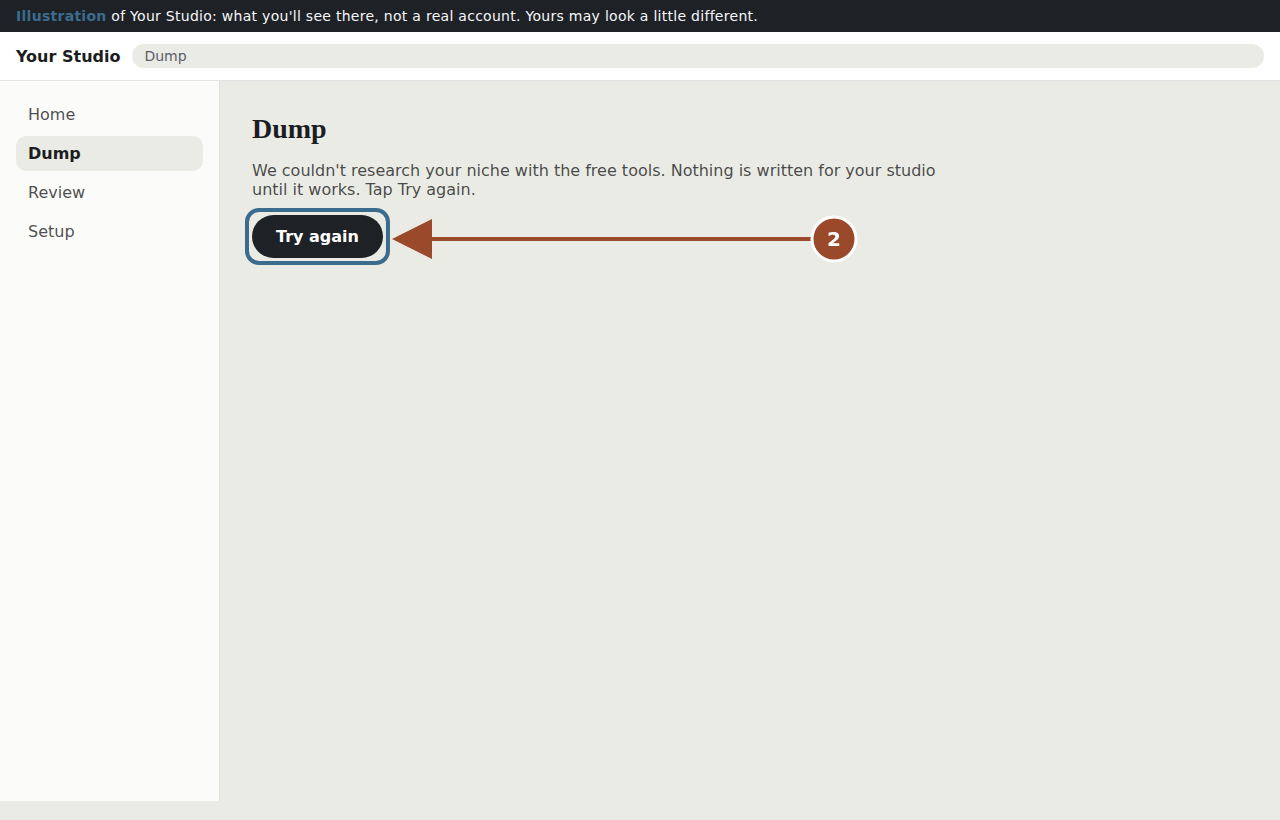 Illustration of Your Studio: what you'll see there, not a real account. Yours may look a little different.
Your Studio
Dump
Home
Dump
Review
Setup
Dump
We couldn't research your niche with the free tools. Nothing is written for your studio
until it works. Tap Try again.
Try again
2